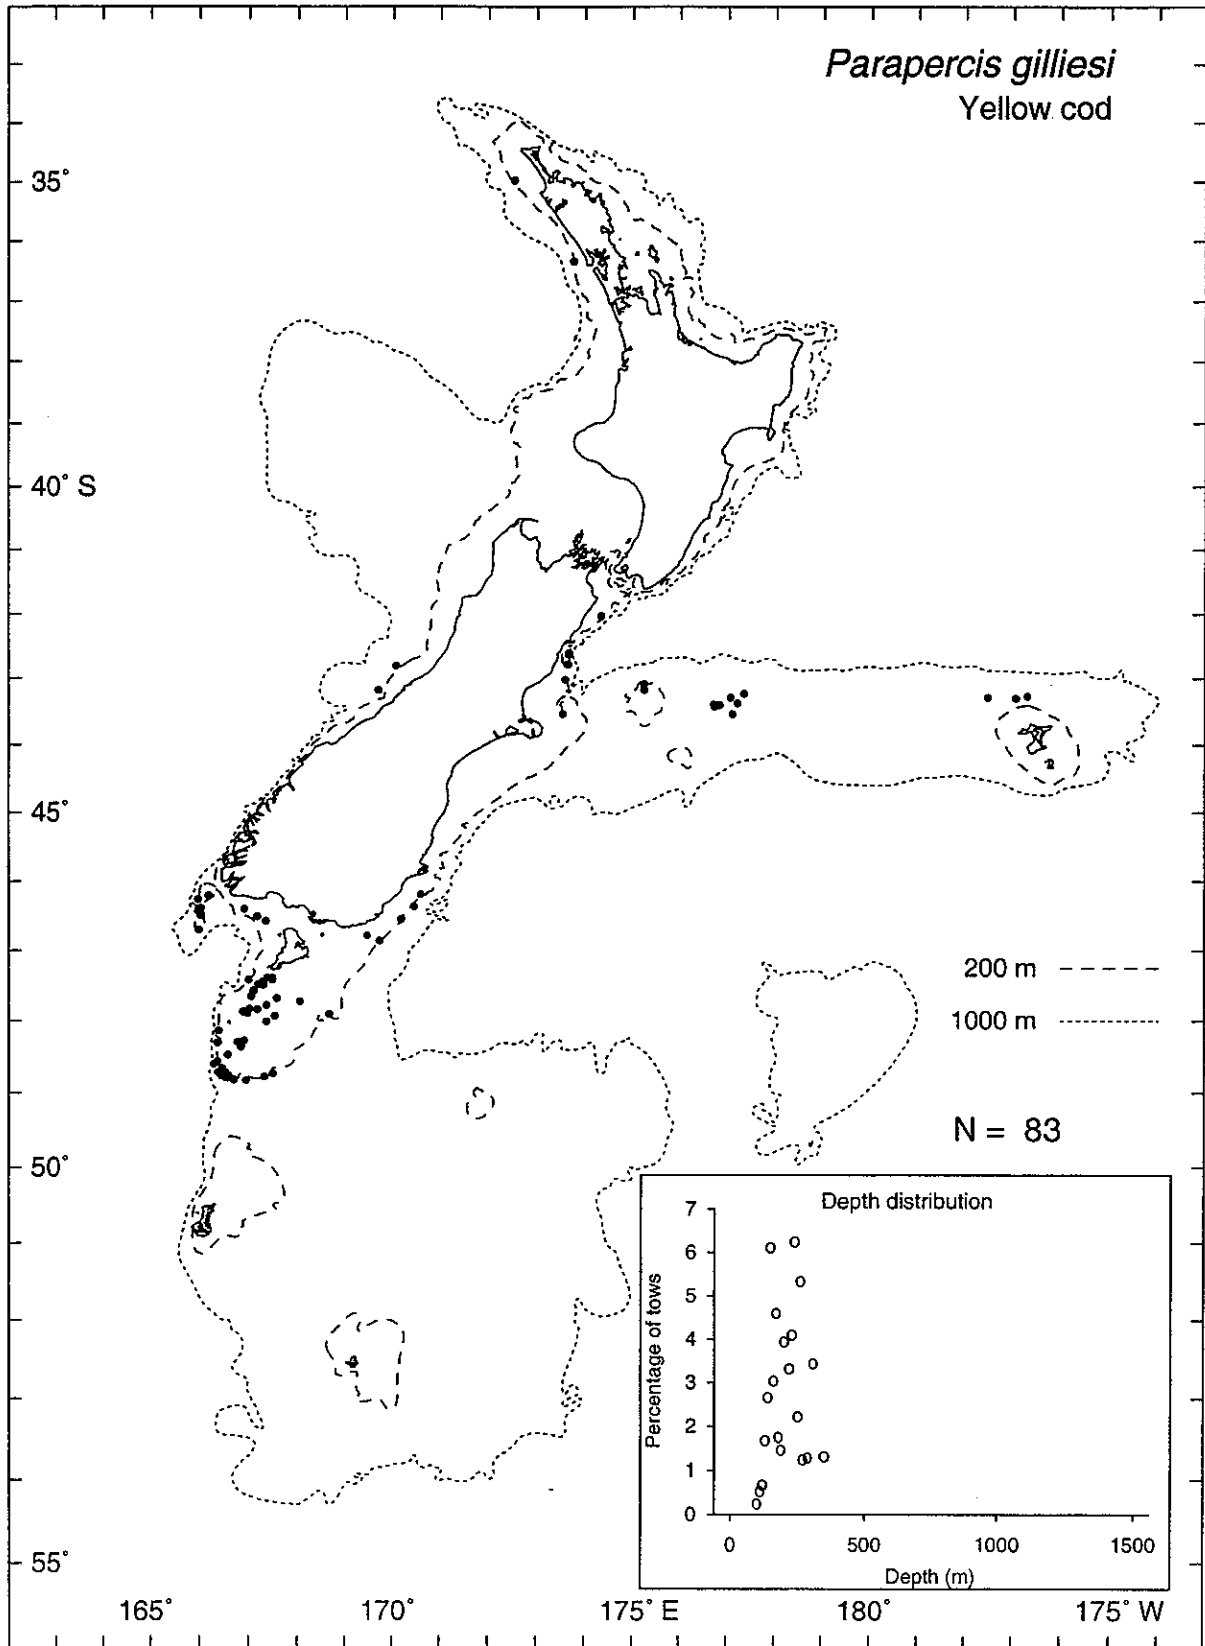 Parapercis gilliesi
Yellow cod
35°
40° S
45°
50°
55°
200 m
1000 m
N = 83
Depth distribution
7
6
5
4
3
2
1
0
Percentage of tows
0 500 1000 1500
Depth (m)
165° 170° 175° E 180° 175° W